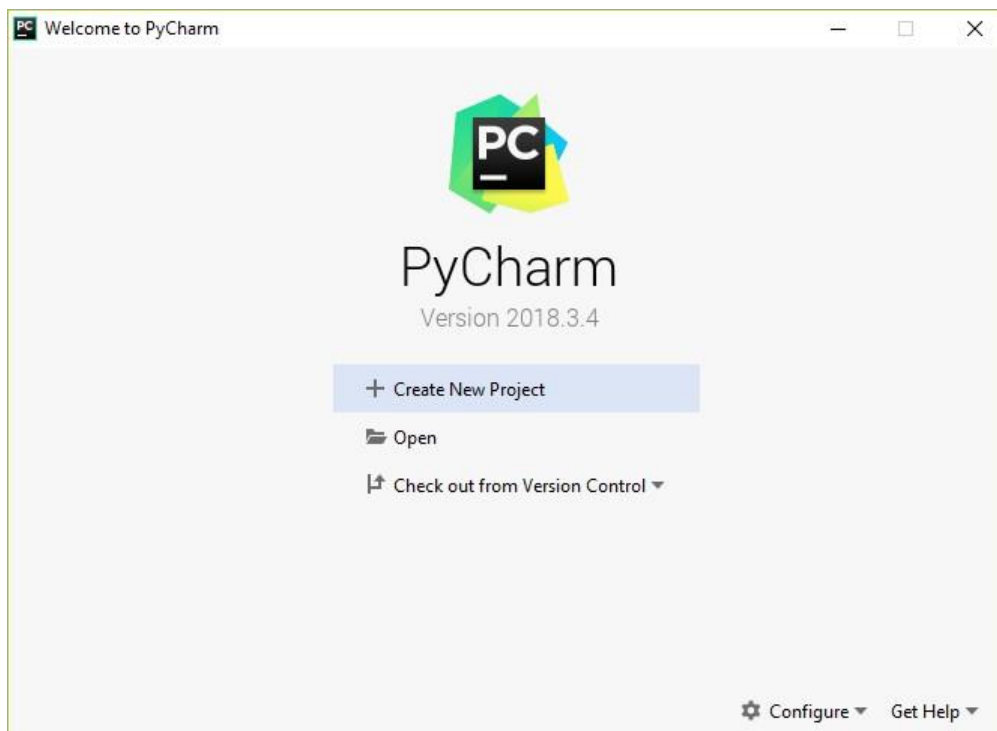 PC Welcome to PyCharm
PC
PyCharm
Version 2018.3.4
Create New Project
Open
Check out from Version Control
Configure Get Help